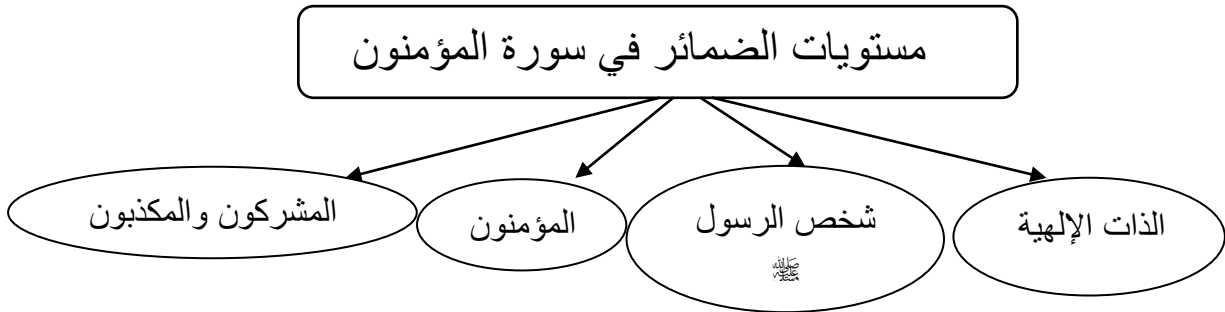 مستويات الضمائر في سورة المؤمنون
الذات الإلهية
شخص الرسول
ﷺ
المؤمنون
المشركون والمكذبون